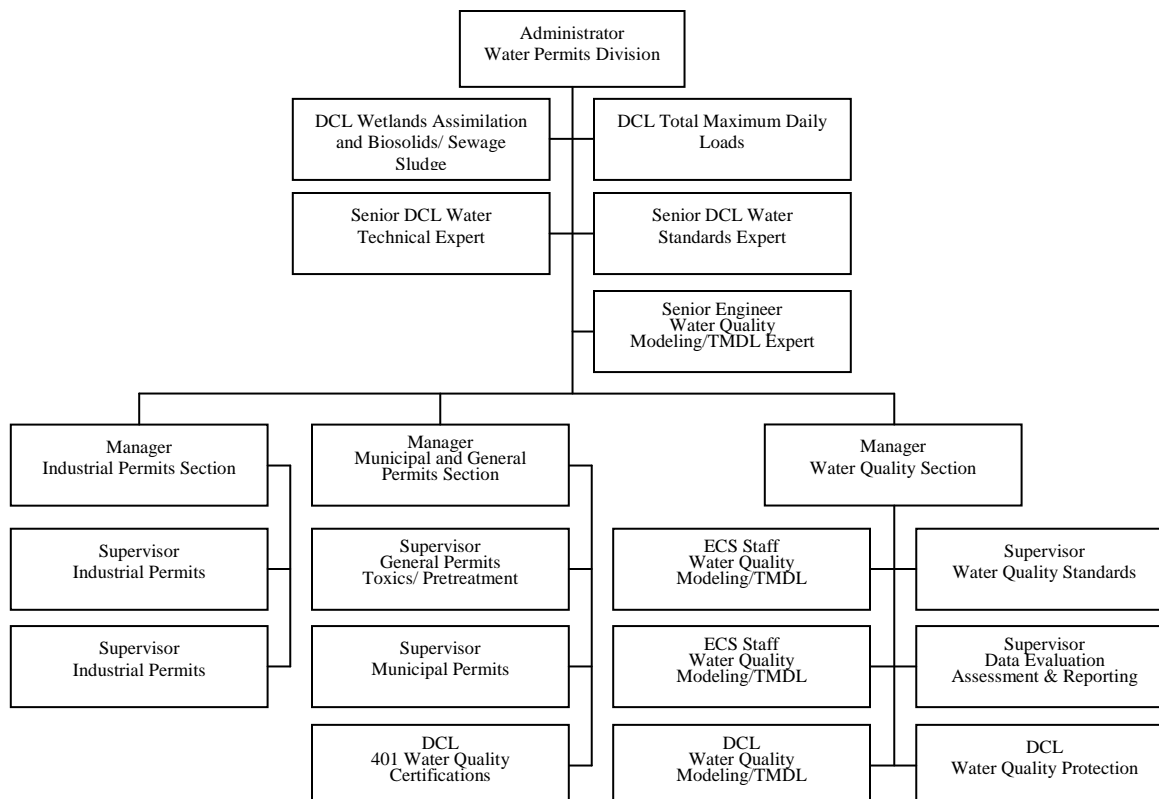 Administrator
Water Permits Division
DCL Wetlands Assimilation
and Biosolids/ Sewage
Sludge
DCL Total Maximum Daily
Loads
Senior DCL Water
Technical Expert
Senior DCL Water
Standards Expert
Senior Engineer
Water Quality
Modeling/TMDL Expert
Manager
Industrial Permits Section
Manager
Municipal and General
Permits Section
Manager
Water Quality Section
Supervisor
Industrial Permits
Supervisor
General Permits
Toxics/ Pretreatment
ECS Staff
Water Quality
Modeling/TMDL
Supervisor
Water Quality Standards
Supervisor
Industrial Permits
Supervisor
Municipal Permits
ECS Staff
Water Quality
Modeling/TMDL
Supervisor
Data Evaluation
Assessment & Reporting
DCL
401 Water Quality
Certifications
DCL
Water Quality
Modeling/TMDL
DCL
Water Quality Protection